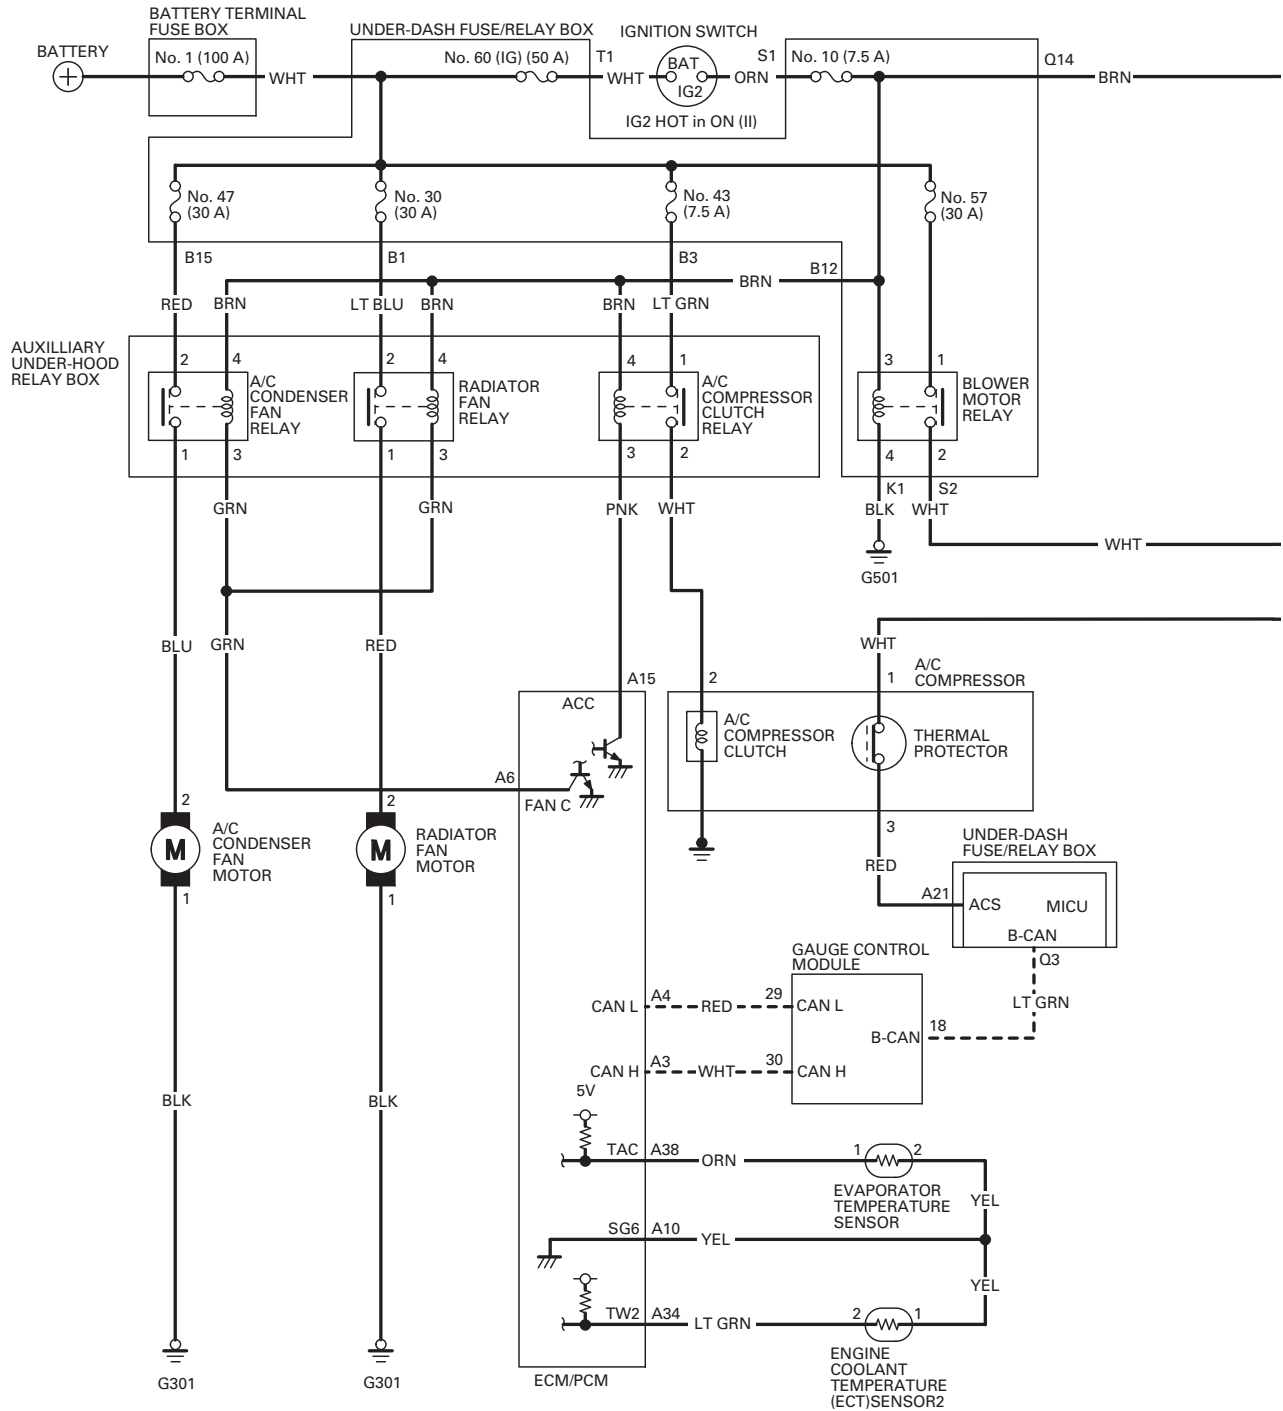 BATTERY TERMINAL
FUSE BOX
UNDER-DASH FUSE/RELAY BOX
IGNITION SWITCH
BATTERY
No. 1 (100 A)
WHT
No. 60 (IG) (50 A)
T1
WHT
BAT
IG2
ORN
S1
No. 10 (7.5 A)
Q14
BRN
IG2 HOT in ON (II)
No. 47
(30 A)
No. 30
(30 A)
No. 43
(7.5 A)
No. 57
(30 A)
B15
B1
B3
B12
BRN
RED
BRN
LT BLU
BRN
BRN
LT GRN
AUXILLIARY
UNDER-HOOD
RELAY BOX
2
4
A/C
CONDENSER
FAN
RELAY
1
3
2
4
RADIATOR
FAN
RELAY
1
3
4
1
A/C
COMPRESSOR
CLUTCH
RELAY
3
2
3
1
BLOWER
MOTOR
RELAY
4
2
K1
S2
GRN
GRN
PNK
WHT
BLK
WHT
WHT
G501
BLU
GRN
RED
WHT
A15
2
1
A/C
COMPRESSOR
ACC
A/C
COMPRESSOR
CLUTCH
THERMAL
PROTECTOR
A6
FAN C
2
M
A/C
CONDENSER
FAN
MOTOR
1
2
M
RADIATOR
FAN
MOTOR
1
3
RED
UNDER-DASH
FUSE/RELAY BOX
A21
ACS
MICU
B-CAN
Q3
LT GRN
GAUGE CONTROL
MODULE
CAN L
A4
RED
29
CAN L
B-CAN
18
CAN H
A3
WHT
30
CAN H
BLK
BLK
5V
TAC
A38
ORN
1
2
EVAPORATOR
TEMPERATURE
SENSOR
YEL
SG6
A10
YEL
YEL
TW2
A34
LT GRN
2
1
ENGINE
COOLANT
TEMPERATURE
(ECT)SENSOR2
G301
G301
ECM/PCM